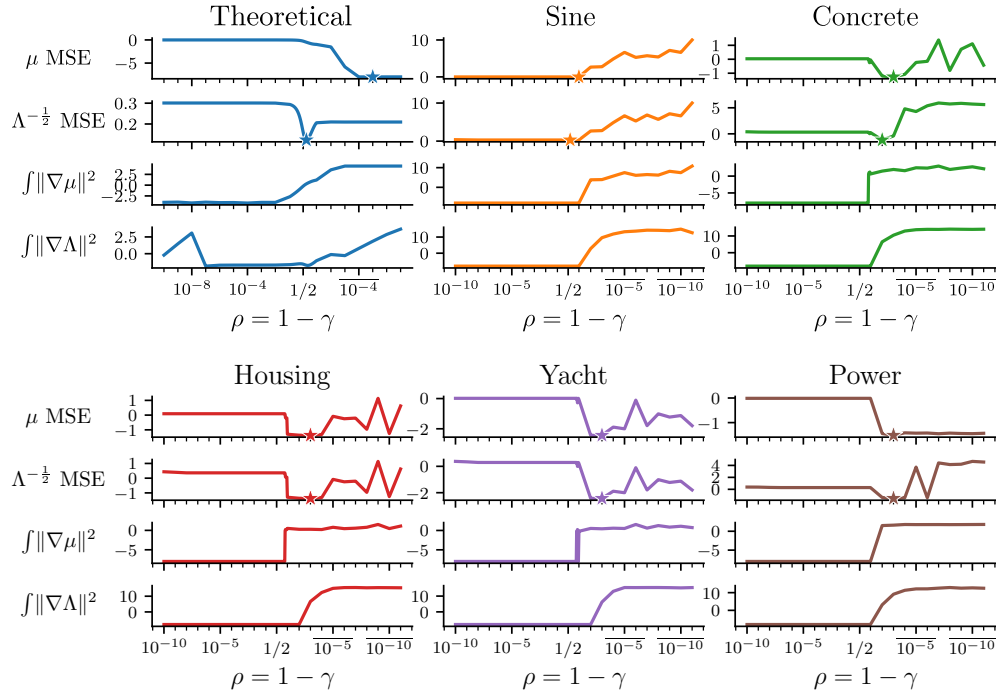 Theoretical Sine Concrete
μ MSE 0 −5 10 0 1 0 −1
Λ^{−1/2} MSE 0.3 0.2 10 0 5 0
∫‖∇μ‖² 2.5 0.0 −2.5 10 0 0 −5
∫‖∇Λ‖² 2.5 0.0 10 0 10 0
10⁻⁸ 10⁻⁴ 1/2 \overline{10⁻⁴} 10⁻¹⁰ 10⁻⁵ 1/2 \overline{10⁻⁵} \overline{10⁻¹⁰} 10⁻¹⁰ 10⁻⁵ 1/2 \overline{10⁻⁵} \overline{10⁻¹⁰}
ρ = 1 − γ ρ = 1 − γ ρ = 1 − γ
Housing Yacht Power
μ MSE 1 0 −1 0 −2 0 −1
Λ^{−1/2} MSE 1 0 −1 0 −2 4 2 0
∫‖∇μ‖² 0 −5 0 −5 0 −5
∫‖∇Λ‖² 10 0 10 0 10 0
10⁻¹⁰ 10⁻⁵ 1/2 \overline{10⁻⁵} \overline{10⁻¹⁰} 10⁻¹⁰ 10⁻⁵ 1/2 \overline{10⁻⁵} \overline{10⁻¹⁰} 10⁻¹⁰ 10⁻⁵ 1/2 \overline{10⁻⁵} \overline{10⁻¹⁰}
ρ = 1 − γ ρ = 1 − γ ρ = 1 − γ